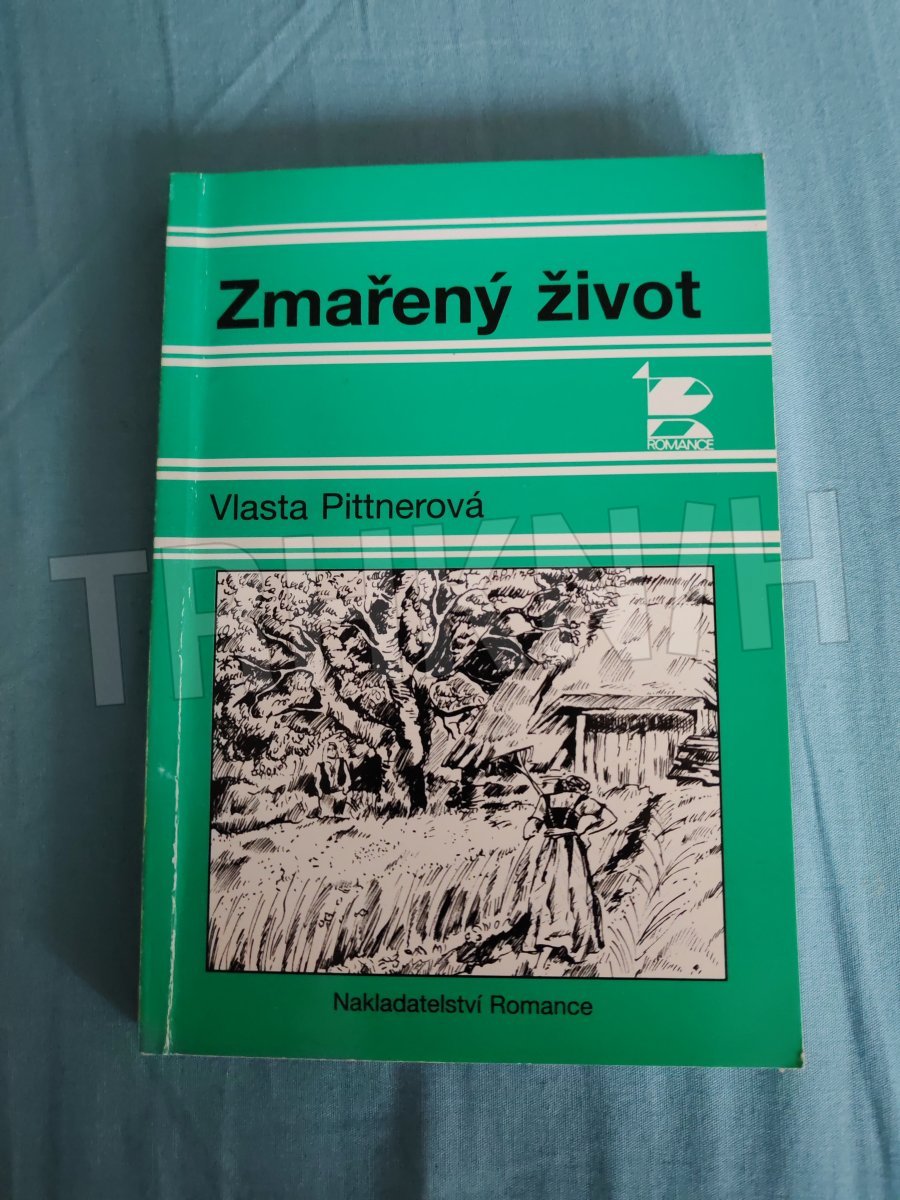 Zmařený život
ROMANCE
Vlasta Pittnerová
TRHKNIH
Nakladatelství Romance